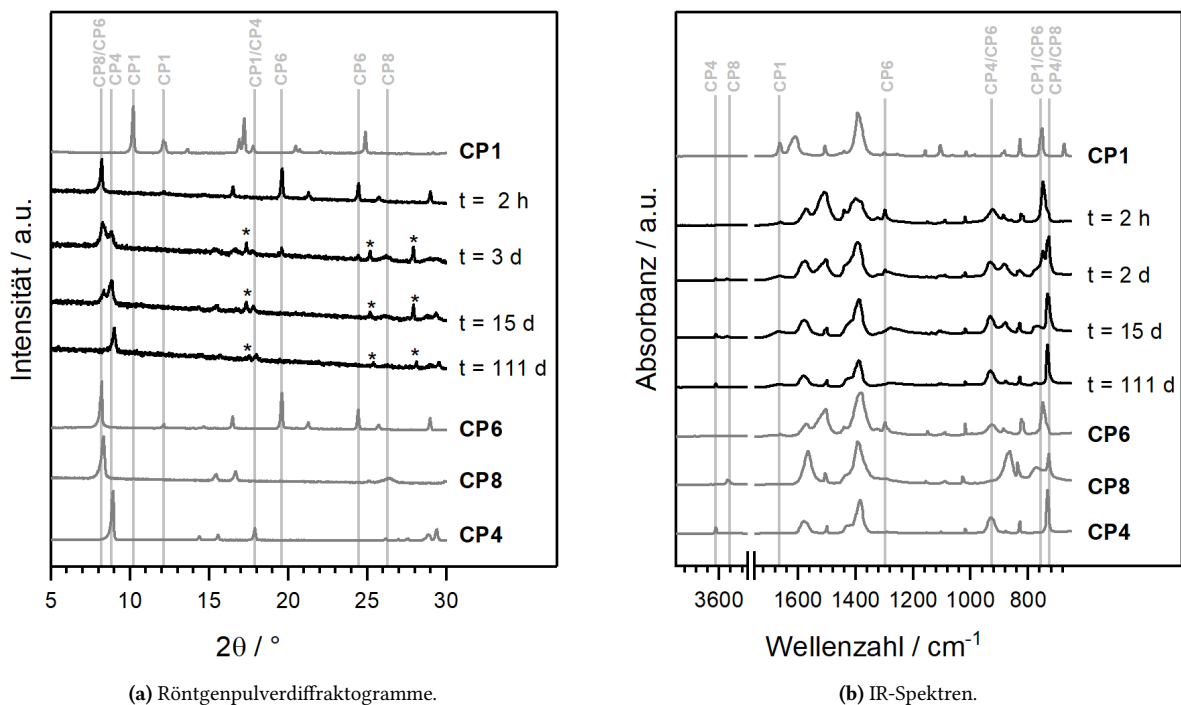 CP8/CP6
CP4
CP1
CP1
CP1/CP4
CP6
CP6
CP8
CP1
t = 2 h
t = 3 d
* * *
t = 15 d
* * *
t = 111 d
* * *
CP6
CP8
CP4
Intensität / a.u.
5 10 15 20 25 30
2θ / °
(a) Röntgenpulverdiffraktogramme.
CP4
CP8
CP1
CP6
CP4/CP6
CP1/CP6
CP4/CP8
CP1
t = 2 h
t = 2 d
t = 15 d
t = 111 d
CP6
CP8
CP4
Absorbanz / a.u.
3600 1600 1400 1200 1000 800
Wellenzahl / cm⁻¹
(b) IR-Spektren.